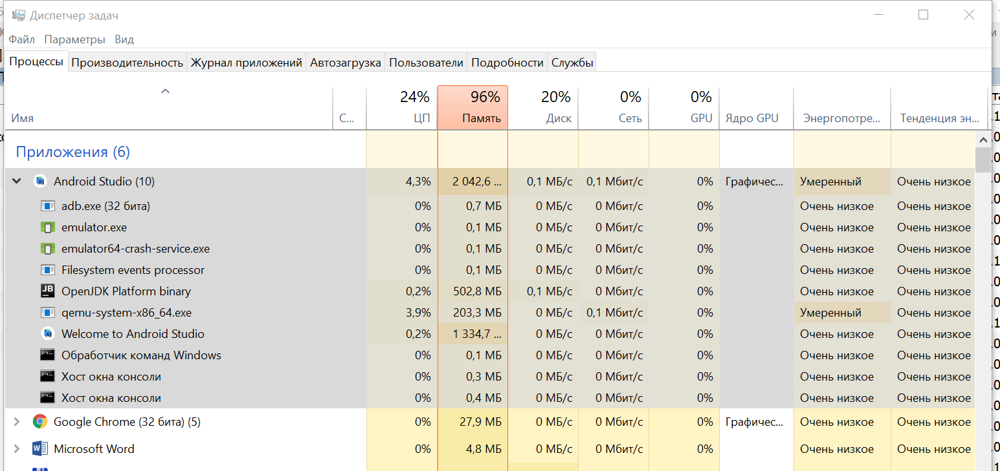 Диспетчер задач
Файл Параметры Вид
Процессы Производительность Журнал приложений Автозагрузка Пользователи Подробности Службы
24% 96% 20% 0% 0%
Имя С... ЦП Память Диск Сеть GPU Ядро GPU Энергопотре... Тенденция эн...
Приложения (6)
Android Studio (10) 4,3% 2 042,6 ... 0,1 МБ/с 0,1 Мбит/с 0% Графичес... Умеренный Очень низкое
adb.exe (32 бита) 0% 0,7 МБ 0 МБ/с 0 Мбит/с 0% Очень низкое Очень низкое
emulator.exe 0% 0,1 МБ 0 МБ/с 0 Мбит/с 0% Очень низкое Очень низкое
emulator64-crash-service.exe 0% 0,1 МБ 0 МБ/с 0 Мбит/с 0% Очень низкое Очень низкое
Filesystem events processor 0% 0,1 МБ 0 МБ/с 0 Мбит/с 0% Очень низкое Очень низкое
OpenJDK Platform binary 0,2% 502,8 МБ 0,1 МБ/с 0 Мбит/с 0% Очень низкое Очень низкое
qemu-system-x86_64.exe 3,9% 203,3 МБ 0 МБ/с 0,1 Мбит/с 0% Умеренный Очень низкое
Welcome to Android Studio 0,2% 1 334,7 ... 0 МБ/с 0 Мбит/с 0% Очень низкое Очень низкое
Обработчик команд Windows 0% 0,1 МБ 0 МБ/с 0 Мбит/с 0% Очень низкое Очень низкое
Хост окна консоли 0% 0,3 МБ 0 МБ/с 0 Мбит/с 0% Очень низкое Очень низкое
Хост окна консоли 0% 0,4 МБ 0 МБ/с 0 Мбит/с 0% Очень низкое Очень низкое
Google Chrome (32 бита) (5) 0% 27,9 МБ 0 МБ/с 0 Мбит/с 0% Графичес... Очень низкое Очень низкое
Microsoft Word 0% 4,8 МБ 0 МБ/с 0 Мбит/с 0% Очень низкое Очень низкое